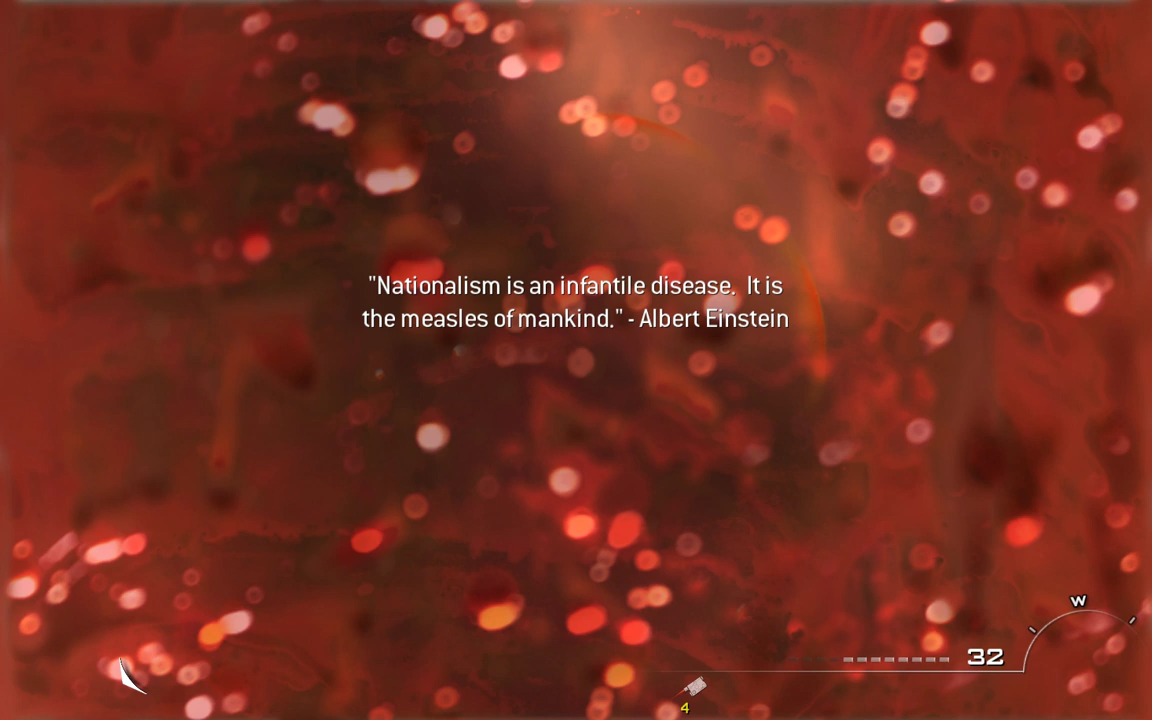 "Nationalism is an infantile disease.  It is
the measles of mankind." - Albert Einstein
W
32
4